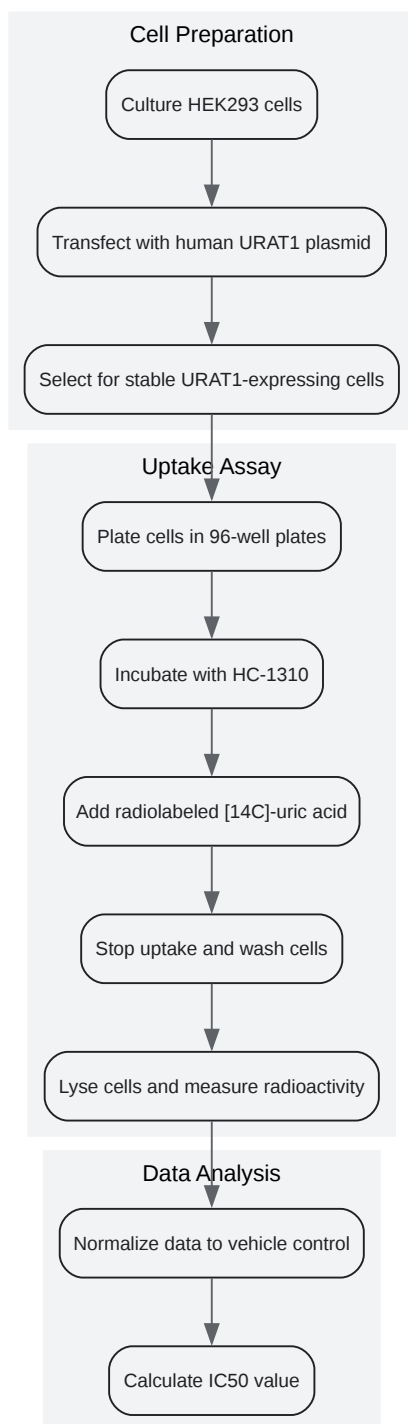 Cell Preparation
Culture HEK293 cells
Transfect with human URAT1 plasmid
Select for stable URAT1-expressing cells
Uptake Assay
Plate cells in 96-well plates
Incubate with HC-1310
Add radiolabeled [14C]-uric acid
Stop uptake and wash cells
Lyse cells and measure radioactivity
Data Analysis
Normalize data to vehicle control
Calculate IC50 value